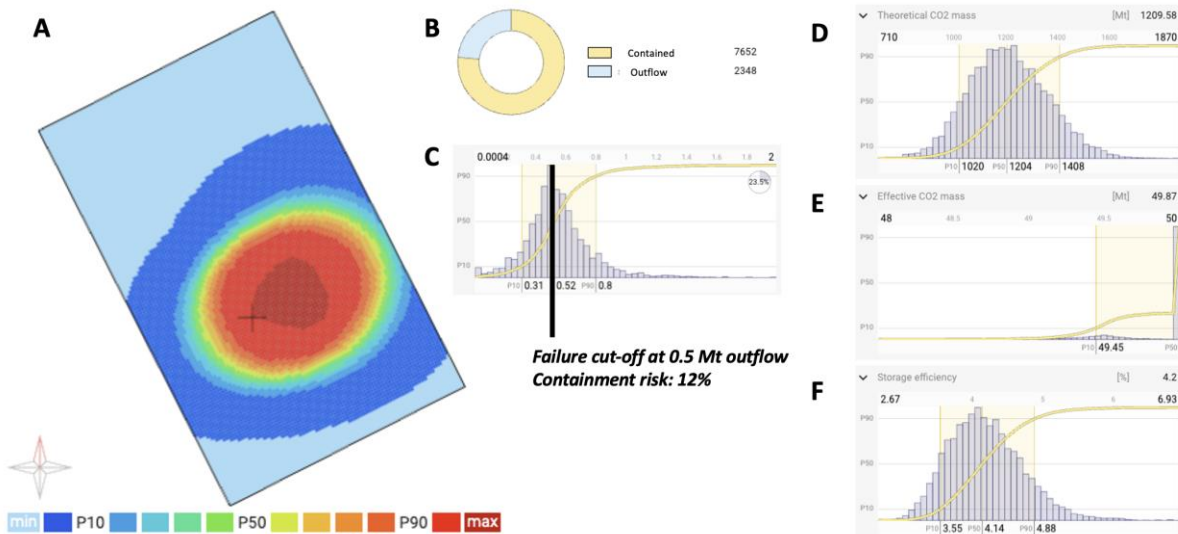 A
min P10 P50 P90 max
B
Contained 7652
Outflow 2348
C
0.0004 2 0.4 0.6 0.8 1 1.2 1.4 1.6 1.8 2
P90
23.5%
P50
P10
P10 0.31 0.52 P90 0.8
Failure cut-off at 0.5 Mt outflow
Containment risk: 12%
D
Theoretical CO2 mass [Mt] 1209.58
710 1000 1200 1400 1600 1870
P90
P50
P10
P10 1020 P50 1204 P90 1408
E
Effective CO2 mass [Mt] 49.87
48 48.5 49 49.5 50
P90
P50
P10
P10 49.45 P50
F
Storage efficiency [%] 4.2
2.67 4 5 6 6.93
P90
P50
P10
P10 3.55 P50 4.14 P90 4.88